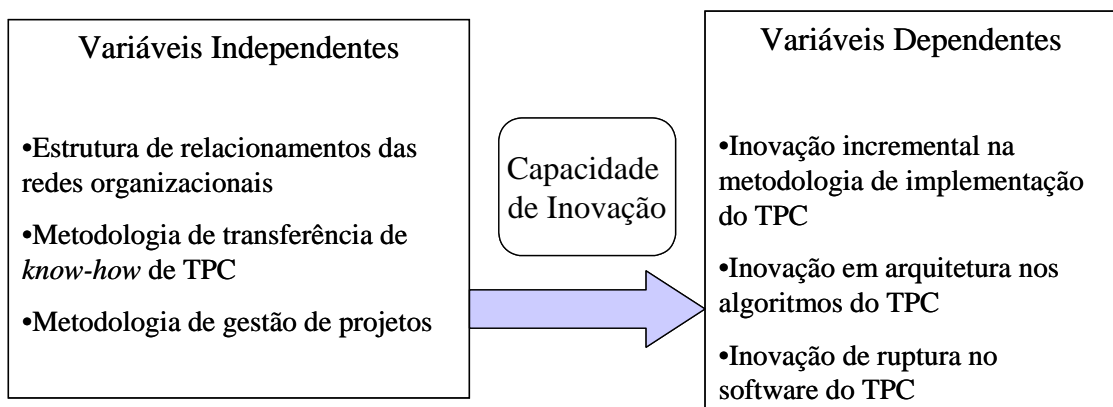 Variáveis Independentes
•Estrutura de relacionamentos das
redes organizacionais
•Metodologia de transferência de
know-how de TPC
•Metodologia de gestão de projetos
Capacidade
de Inovação
Variáveis Dependentes
•Inovação incremental na
metodologia de implementação
do TPC
•Inovação em arquitetura nos
algoritmos do TPC
•Inovação de ruptura no
software do TPC